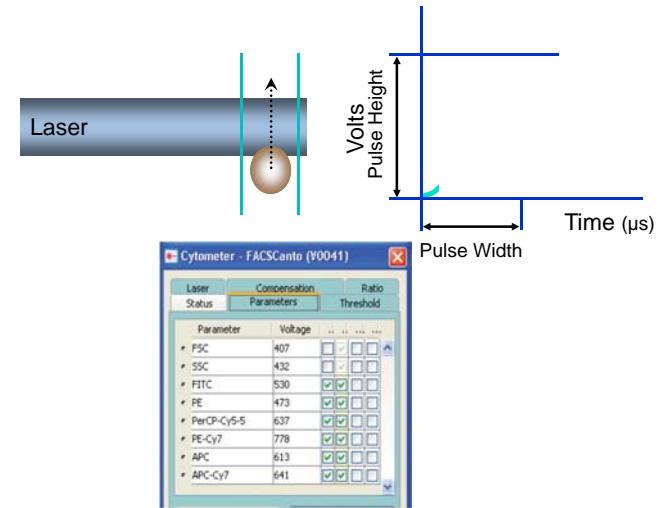 Laser
Volts
Pulse Height
Time (µs)
Pulse Width
Cytometer - FACSCanto (V0041)
Laser Compensation Ratio
Status Parameters Threshold
Parameter Voltage .. .. ... ...
FSC 407
SSC 432
FITC 530
PE 473
PerCP-Cy5-5 637
PE-Cy7 778
APC 613
APC-Cy7 641